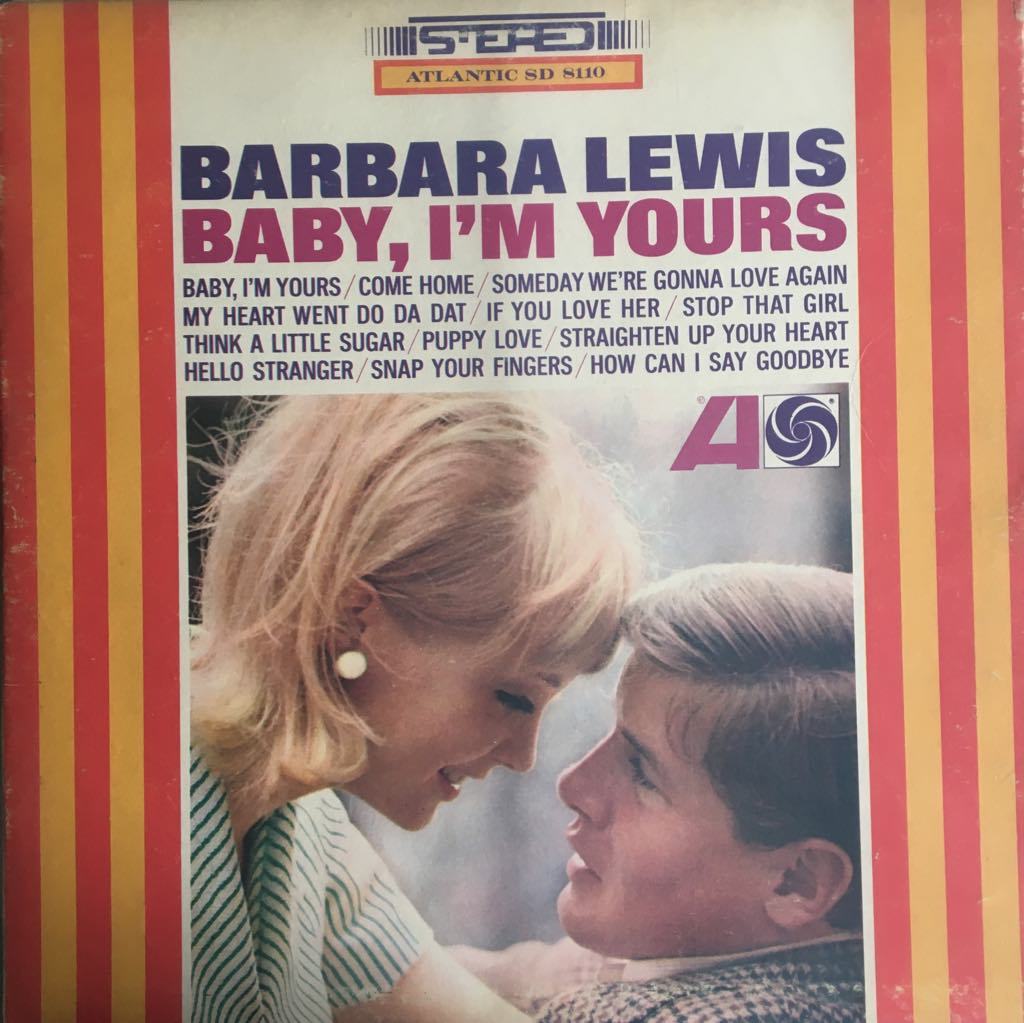 STEREO
ATLANTIC SD 8110
BARBARA LEWIS
BABY, I'M YOURS
BABY, I'M YOURS / COME HOME / SOMEDAY WE'RE GONNA LOVE AGAIN
MY HEART WENT DO DA DAT / IF YOU LOVE HER / STOP THAT GIRL
THINK A LITTLE SUGAR / PUPPY LOVE / STRAIGHTEN UP YOUR HEART
HELLO STRANGER / SNAP YOUR FINGERS / HOW CAN I SAY GOODBYE
® A ®